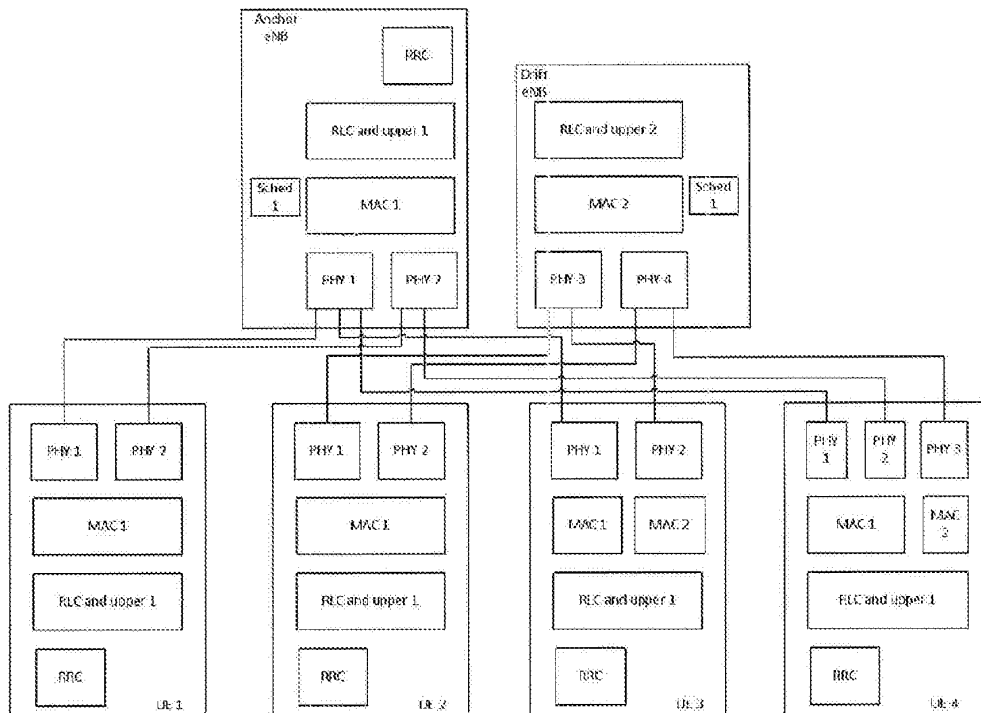 Anchor
eNB
RRC
RLC and upper 1
Sched
1
MAC 1
PHY 1
PHY 2
Drift
eNB
RLC and upper 2
MAC 2
Sched
1
PHY 3
PHY 4
PHY 1
PHY 2
MAC 1
RLC and upper 1
RRC
UE 1
PHY 1
PHY 2
MAC 1
RLC and upper 1
RRC
UE 2
PHY 1
PHY 2
MAC 1
MAC 2
RLC and upper 1
RRC
UE 3
PHY
1
PHY
2
PHY 3
MAC 1
MAC
2
RLC and upper 1
RRC
UE 4